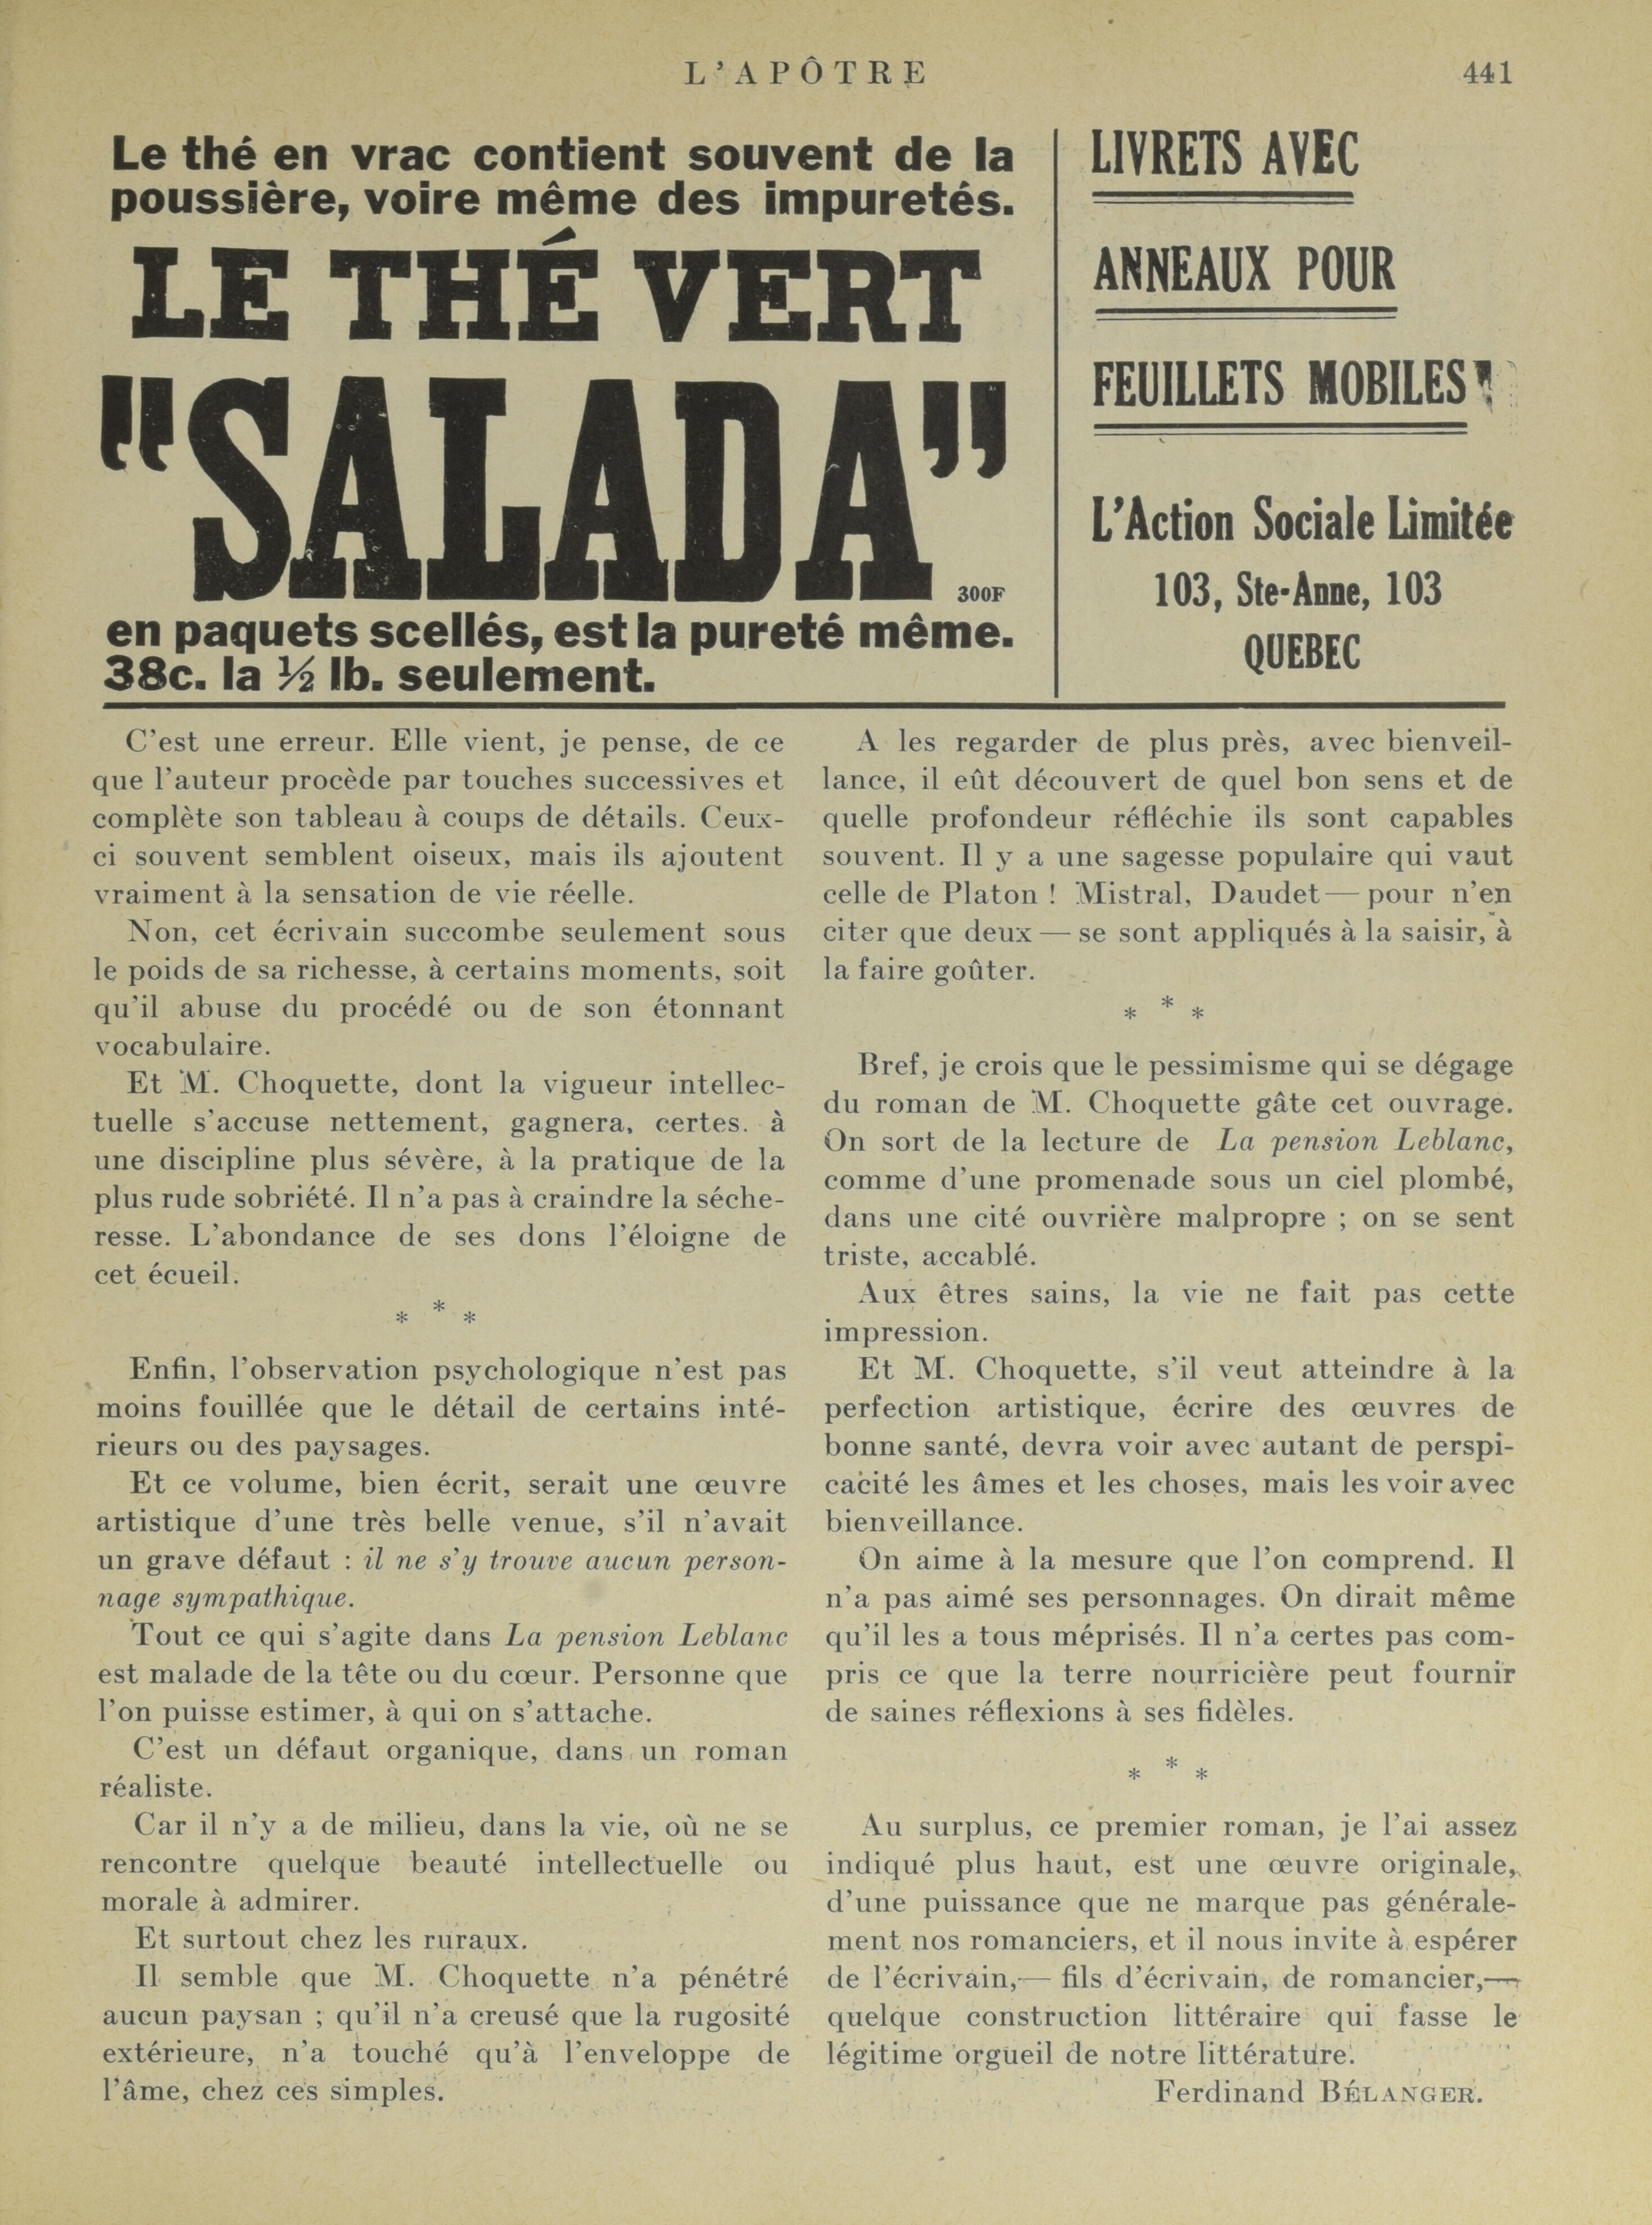 L'APÔTRE
441
Le thé en vrac contient souvent de la
poussière, voire même des impuretés.
LE THÉ VERT
"SALADA"
300F
en paquets scellés, est la pureté même.
38c. la ½ lb. seulement.
LIVRETS AVEC
ANNEAUX POUR
FEUILLETS MOBILES
L'Action Sociale Limitée
103, Ste-Anne, 103
QUEBEC
C'est une erreur. Elle vient, je pense, de ce
que l'auteur procède par touches successives et
complète son tableau à coups de détails. Ceux-
ci souvent semblent oiseux, mais ils ajoutent
vraiment à la sensation de vie réelle.
Non, cet écrivain succombe seulement sous
le poids de sa richesse, à certains moments, soit
qu'il abuse du procédé ou de son étonnant
vocabulaire.
Et M. Choquette, dont la vigueur intellec-
tuelle s'accuse nettement, gagnera, certes. à
une discipline plus sévère, à la pratique de la
plus rude sobriété. Il n'a pas à craindre la séche-
resse. L'abondance de ses dons l'éloigne de
cet écueil.
* * *
Enfin, l'observation psychologique n'est pas
moins fouillée que le détail de certains inté-
rieurs ou des paysages.
Et ce volume, bien écrit, serait une œuvre
artistique d'une très belle venue, s'il n'avait
un grave défaut : il ne s'y trouve aucun person-
nage sympathique.
Tout ce qui s'agite dans La pension Leblanc
est malade de la tête ou du cœur. Personne que
l'on puisse estimer, à qui on s'attache.
C'est un défaut organique, dans un roman
réaliste.
Car il n'y a de milieu, dans la vie, où ne se
rencontre quelque beauté intellectuelle ou
morale à admirer.
Et surtout chez les ruraux.
Il semble que M. Choquette n'a pénétré
aucun paysan ; qu'il n'a creusé que la rugosité
extérieure, n'a touché qu'à l'enveloppe de
l'âme, chez ces simples.
A les regarder de plus près, avec bienveil-
lance, il eût découvert de quel bon sens et de
quelle profondeur réfléchie ils sont capables
souvent. Il y a une sagesse populaire qui vaut
celle de Platon ! Mistral, Daudet — pour n'en
citer que deux — se sont appliqués à la saisir, à
la faire goûter.
* * *
Bref, je crois que le pessimisme qui se dégage
du roman de M. Choquette gâte cet ouvrage.
On sort de la lecture de La pension Leblanc,
comme d'une promenade sous un ciel plombé,
dans une cité ouvrière malpropre ; on se sent
triste, accablé.
Aux êtres sains, la vie ne fait pas cette
impression.
Et M. Choquette, s'il veut atteindre à la
perfection artistique, écrire des œuvres de
bonne santé, devra voir avec autant de perspi-
cacité les âmes et les choses, mais les voir avec
bienveillance.
On aime à la mesure que l'on comprend. Il
n'a pas aimé ses personnages. On dirait même
qu'il les a tous méprisés. Il n'a certes pas com-
pris ce que la terre nourricière peut fournir
de saines réflexions à ses fidèles.
* * *
Au surplus, ce premier roman, je l'ai assez
indiqué plus haut, est une œuvre originale,
d'une puissance que ne marque pas générale-
ment nos romanciers, et il nous invite à espérer
de l'écrivain,— fils d'écrivain, de romancier,—
quelque construction littéraire qui fasse le
légitime orgueil de notre littérature.
Ferdinand BÉLANGER.